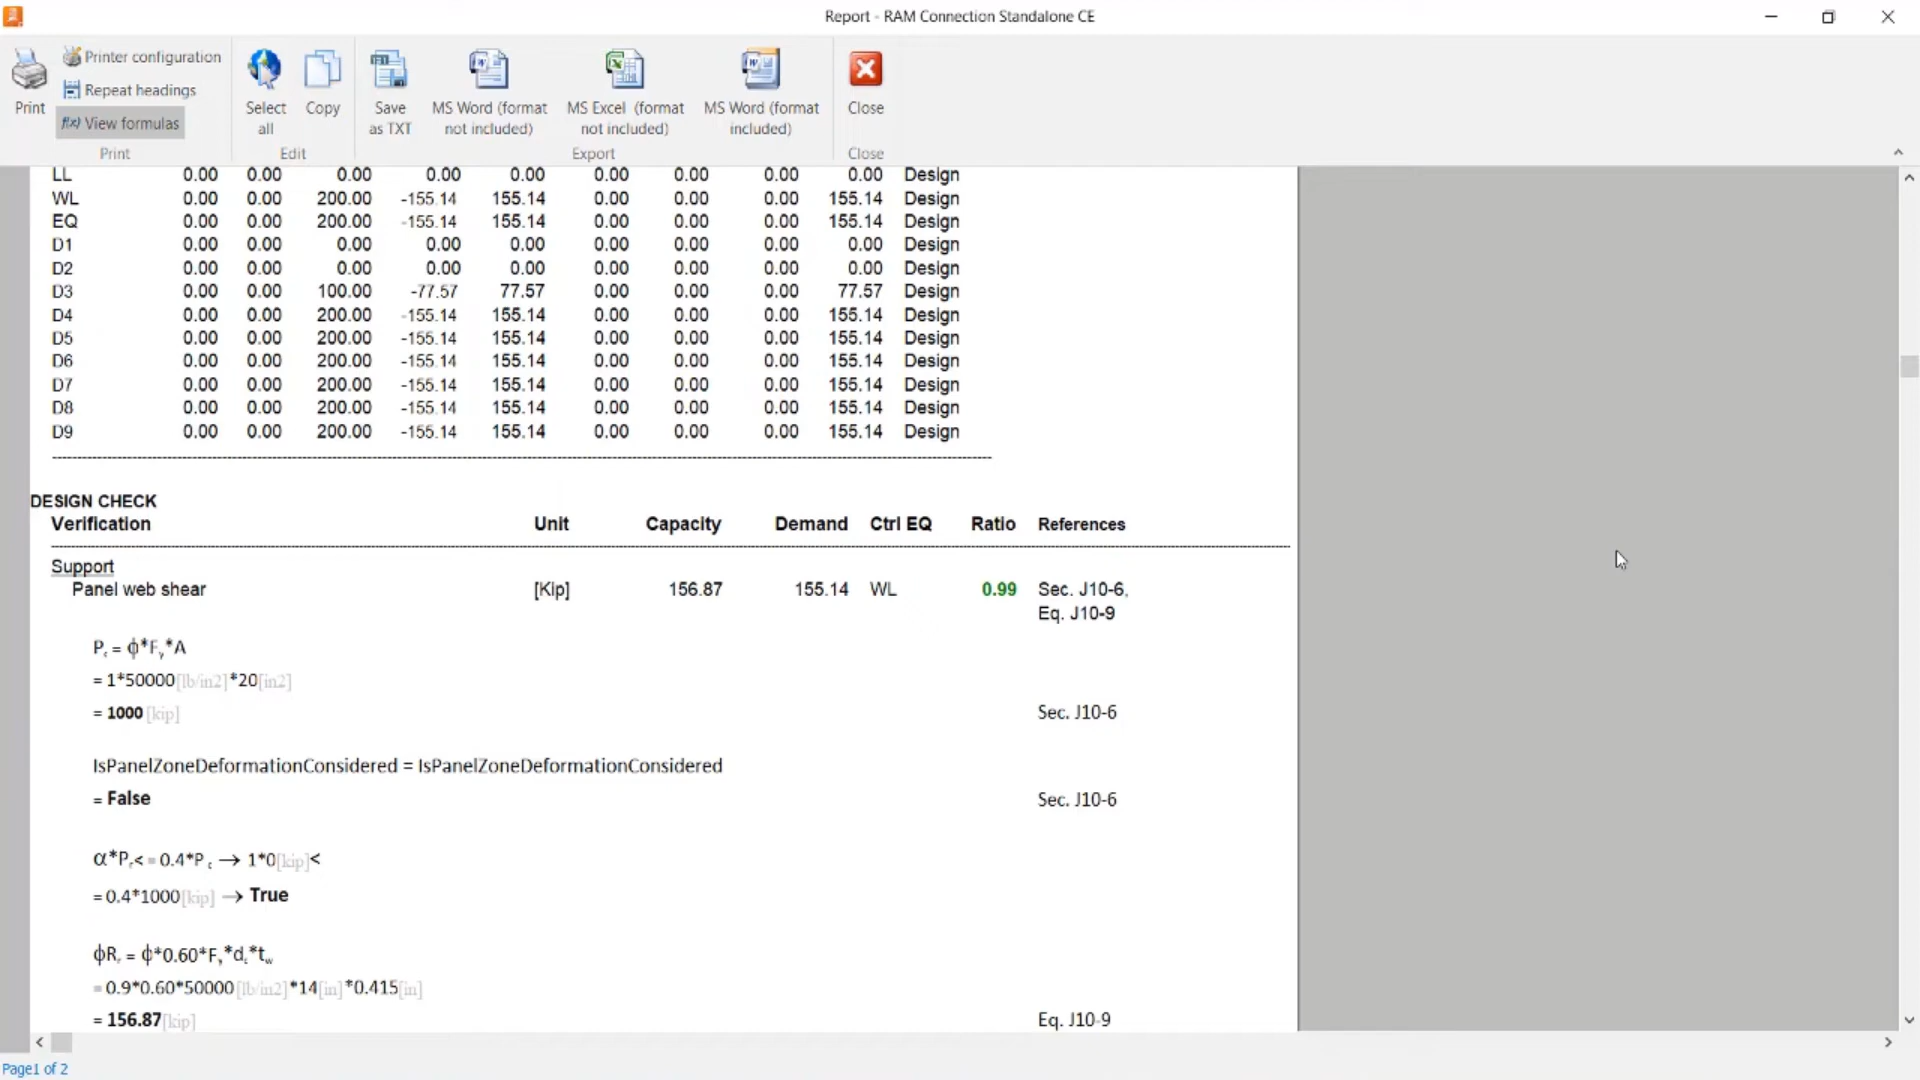 Report - RAM Connection Standalone CE
Print
Printer configuration
Repeat headings
f(x) View formulas
Print
Select all
Copy
Edit
Save as TXT
MS Word (format not included)
MS Excel (format not included)
MS Word (format included)
Export
Close
Close
LL 0.00 0.00 0.00 0.00 0.00 0.00 0.00 0.00 0.00 Design
WL 0.00 0.00 200.00 -155.14 155.14 0.00 0.00 0.00 155.14 Design
EQ 0.00 0.00 200.00 -155.14 155.14 0.00 0.00 0.00 155.14 Design
D1 0.00 0.00 0.00 0.00 0.00 0.00 0.00 0.00 0.00 Design
D2 0.00 0.00 0.00 0.00 0.00 0.00 0.00 0.00 0.00 Design
D3 0.00 0.00 100.00 -77.57 77.57 0.00 0.00 0.00 77.57 Design
D4 0.00 0.00 200.00 -155.14 155.14 0.00 0.00 0.00 155.14 Design
D5 0.00 0.00 200.00 -155.14 155.14 0.00 0.00 0.00 155.14 Design
D6 0.00 0.00 200.00 -155.14 155.14 0.00 0.00 0.00 155.14 Design
D7 0.00 0.00 200.00 -155.14 155.14 0.00 0.00 0.00 155.14 Design
D8 0.00 0.00 200.00 -155.14 155.14 0.00 0.00 0.00 155.14 Design
D9 0.00 0.00 200.00 -155.14 155.14 0.00 0.00 0.00 155.14 Design
DESIGN CHECK
Verification Unit Capacity Demand Ctrl EQ Ratio References
Support
Panel web shear [Kip] 156.87 155.14 WL 0.99 Sec. J10-6,
Eq. J10-9
Pc = ϕ*Fy*A
= 1*50000[lb/in2]*20[in2]
= 1000 [kip] Sec. J10-6
IsPanelZoneDeformationConsidered = IsPanelZoneDeformationConsidered
= False Sec. J10-6
α*Pr< = 0.4*Pc → 1*0[kip]<
= 0.4*1000[kip] → True
ϕRr = ϕ*0.60*Fy*dc*tw
= 0.9*0.60*50000[lb/in2]*14[in]*0.415[in]
= 156.87[kip] Eq. J10-9
Page1 of 2